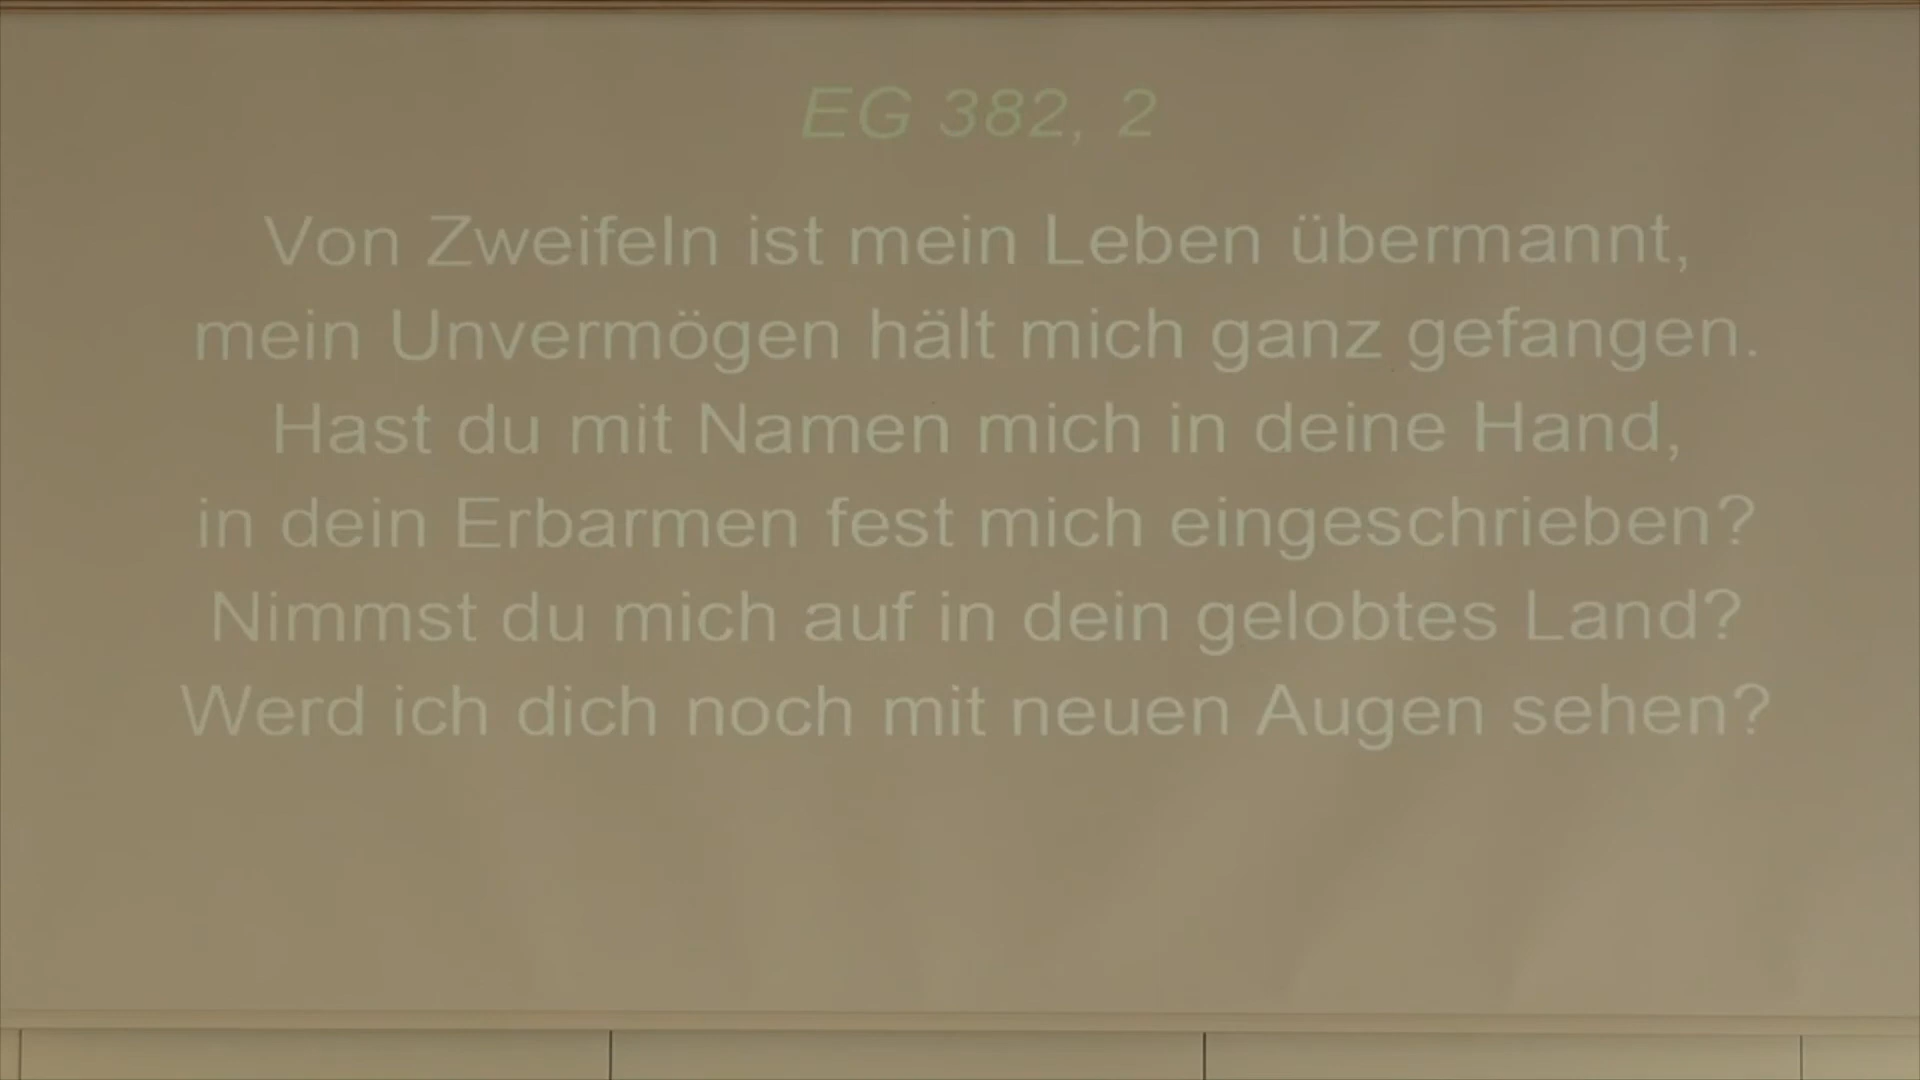 EG 382, 2
Von Zweifeln ist mein Leben übermannt,
mein Unvermögen hält mich ganz gefangen.
Hast du mit Namen mich in deine Hand,
in dein Erbarmen fest mich eingeschrieben?
Nimmst du mich auf in dein gelobtes Land?
Werd ich dich noch mit neuen Augen sehen?